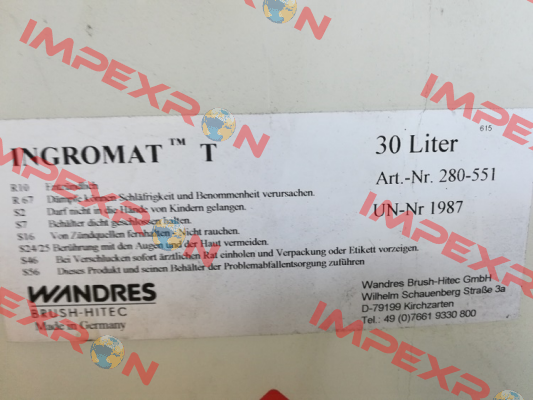 INGROMAT™ T
30 Liter
615
Art.-Nr. 280-551
UN-Nr 1987
R10 Entzündlich
R 67 Dämpfe können Schläfrigkeit und Benommenheit verursachen.
S2 Darf nicht in die Hände von Kindern gelangen.
S7 Behälter dicht geschlossen halten.
S16 Von Zündquellen fernhalten - Nicht rauchen.
S24/25 Berührung mit den Augen und der Haut vermeiden.
S46 Bei Verschlucken sofort ärztlichen Rat einholen und Verpackung oder Etikett vorzeigen.
S56 Dieses Produkt und seinen Behälter der Problemabfallentsorgung zuführen
WANDRES
BRUSH-HITEC
Made in Germany
Wandres Brush-Hitec GmbH
Wilhelm Schauenberg Straße 3a
D-79199 Kirchzarten
Tel.: 49 (0)7661 9330 800
IMPEXRON
IMPEXRON
IMPEXRON
IMPEXRON
IMPEXRON